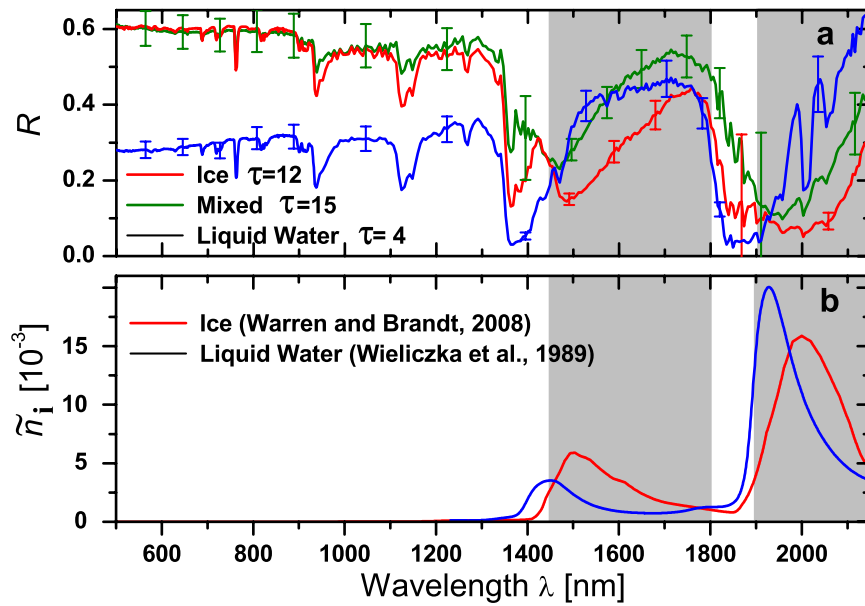 0.6
0.4
0.2
0.0
R
a
Ice τ=12
Mixed τ=15
Liquid Water τ= 4
15
10
5
0
ñi [10-3]
b
Ice (Warren and Brandt, 2008)
Liquid Water (Wieliczka et al., 1989)
600 800 1000 1200 1400 1600 1800 2000
Wavelength λ [nm]